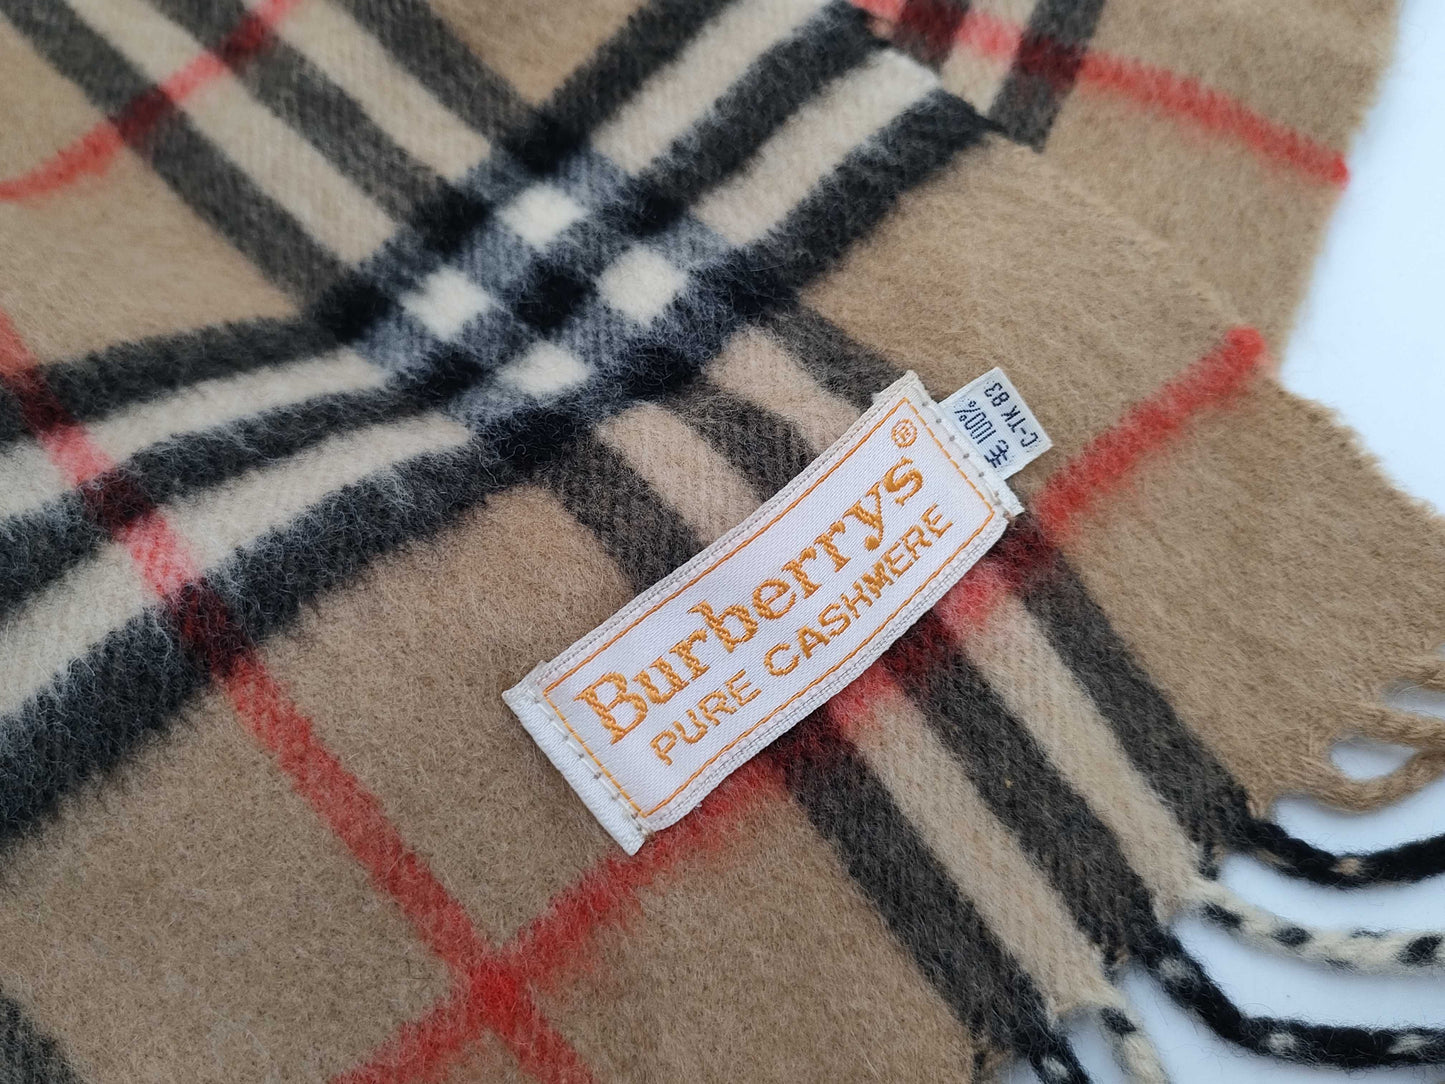 Burberrys®
PURE CASHMERE
毛 100%
C-TK 83